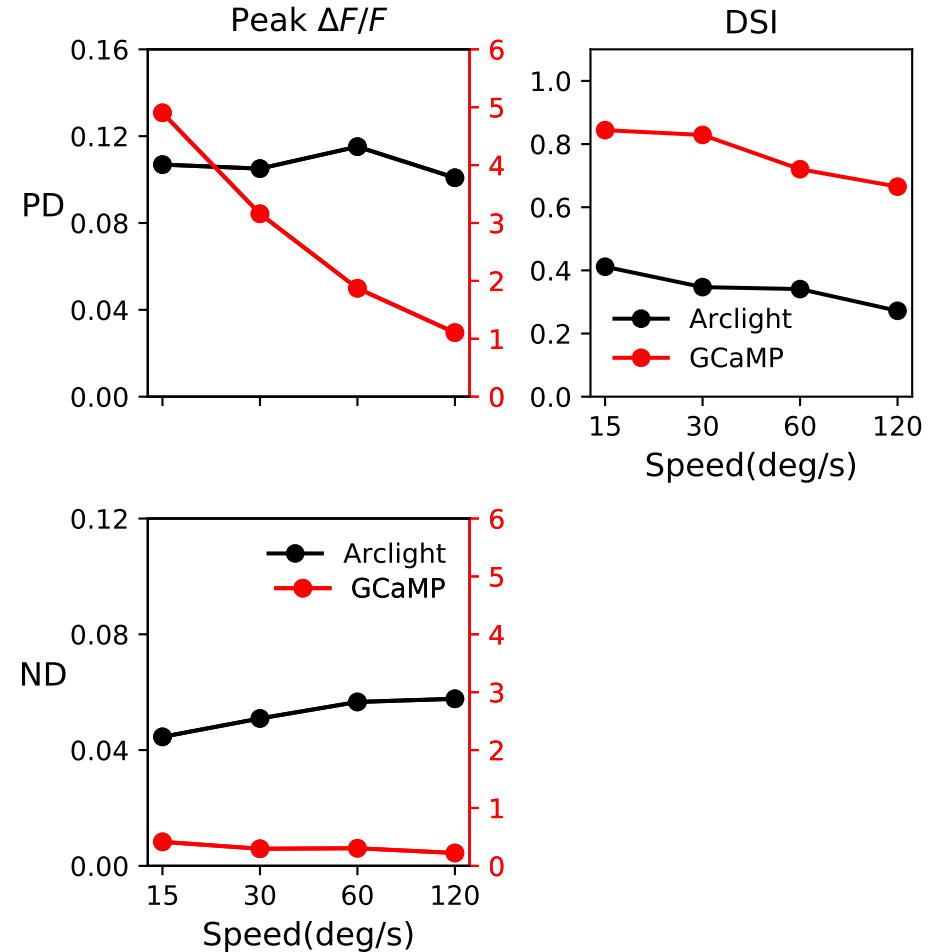 Peak ΔF/F
PD
0.16
0.12
0.08
0.04
0.00
6
5
4
3
2
1
0
DSI
1.0
0.8
0.6
0.4
0.2
0.0
Arclight
GCaMP
15 30 60 120
Speed(deg/s)
ND
0.12
0.08
0.04
0.00
Arclight
GCaMP
6
5
4
3
2
1
0
15 30 60 120
Speed(deg/s)